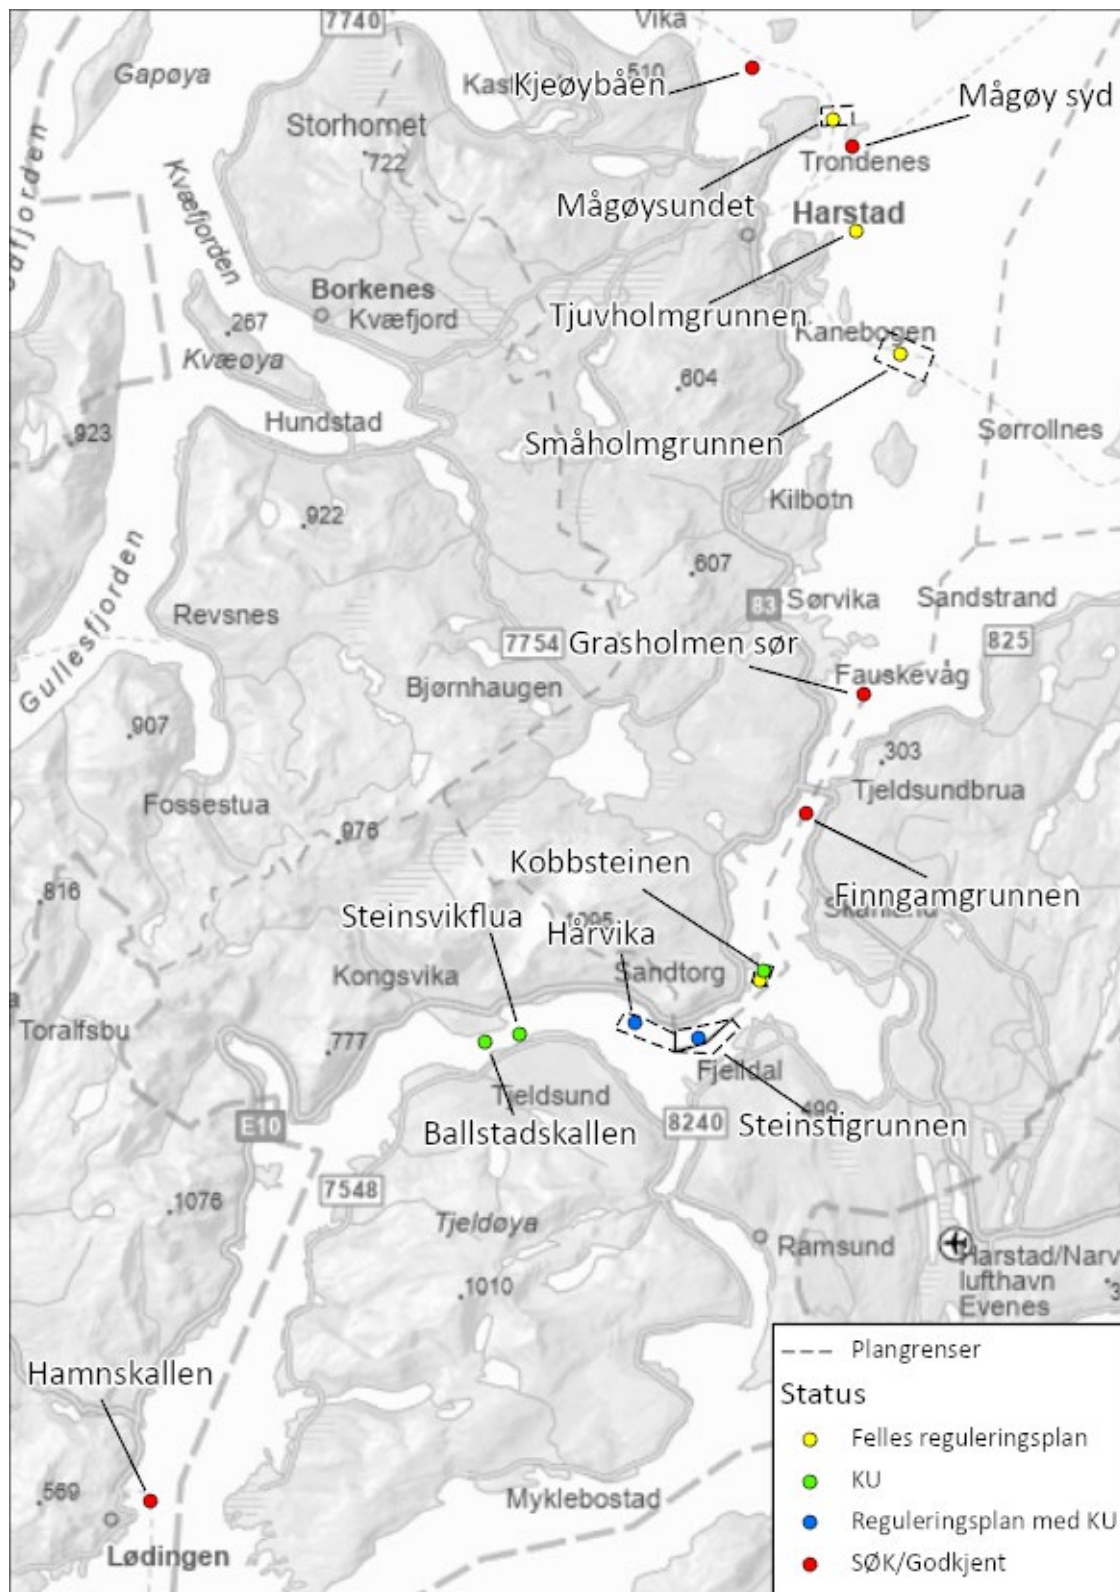 7740
Vika
Gapøya
510
Kjeøybåen
Mågøy syd
Storhornet
722
Trondenes
Kvæfjorden
Mågøysundet
Harstad
Borkenes
Kvæfjord
267
Kvæøya
Tjuvholmgrunnen
Kanebogen
604
Hundstad
923
Småholmgrunnen
Sørrollnes
922
Kilbotn
607
Gullesfjorden
Revsnes
83
Sørvika
Sandstrand
7754
825
Grasholmen sør
Bjørnhaugen
Fauskevåg
907
303
Fossestua
Tjeldsundbrua
976
816
Kobbsteinen
Finngamgrunnen
Skånland
Steinsvikflua
1095
Hårvika
Kongsvika
Sandtorg
Toralfsbu
777
Fjelldal
Tjeldsund
499
E10
Ballstadskallen
8240
Steinstigrunnen
7548
1076
Tjeldøya
Ramsund
Harstad/Narv
lufthavn
Evenes
1010
Hamnskallen
569
Myklebostad
Lødingen
Plangrenser
Status
Felles reguleringsplan
KU
Reguleringsplan med KU
SØK/Godkjent